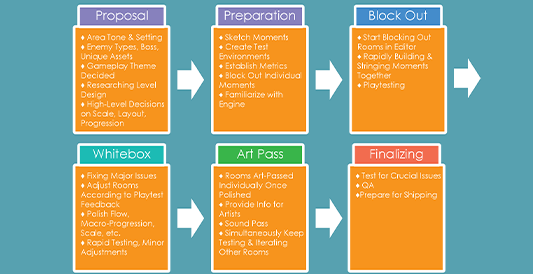 Proposal
♦ Area Tone & Setting
♦ Enemy Types, Boss,
Unique Assets
♦ Gameplay Theme
Decided
♦ Researching Level
Design
♦ High-Level Decisions
on Scale, Layout,
Progression
Preparation
♦ Sketch Moments
♦ Create Test
Environments
♦ Establish Metrics
♦ Block Out Individual
Moments
♦ Familiarize with
Engine
Block Out
♦ Start Blocking Out
Rooms in Editor
♦ Rapidly Building &
Stringing Moments
Together
♦ Playtesting
Whitebox
♦ Fixing Major Issues
♦ Adjust Rooms
According to Playtest
Feedback
♦ Polish Flow,
Macro-Progression,
Scale, etc.
♦ Rapid Testing, Minor
Adjustments
Art Pass
♦ Rooms Art-Passed
Individually Once
Polished
♦ Provide Info for
Artists
♦ Sound Pass
♦ Simultaneously Keep
Testing & Iterating
Other Rooms
Finalizing
♦ Test for Crucial Issues
♦ QA
♦Prepare for Shipping